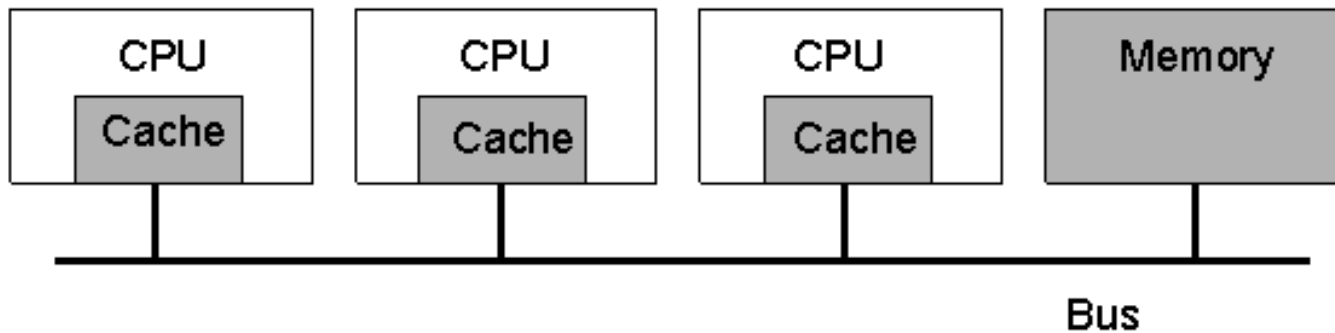 CPU
Cache
CPU
Cache
CPU
Cache
Memory
Bus